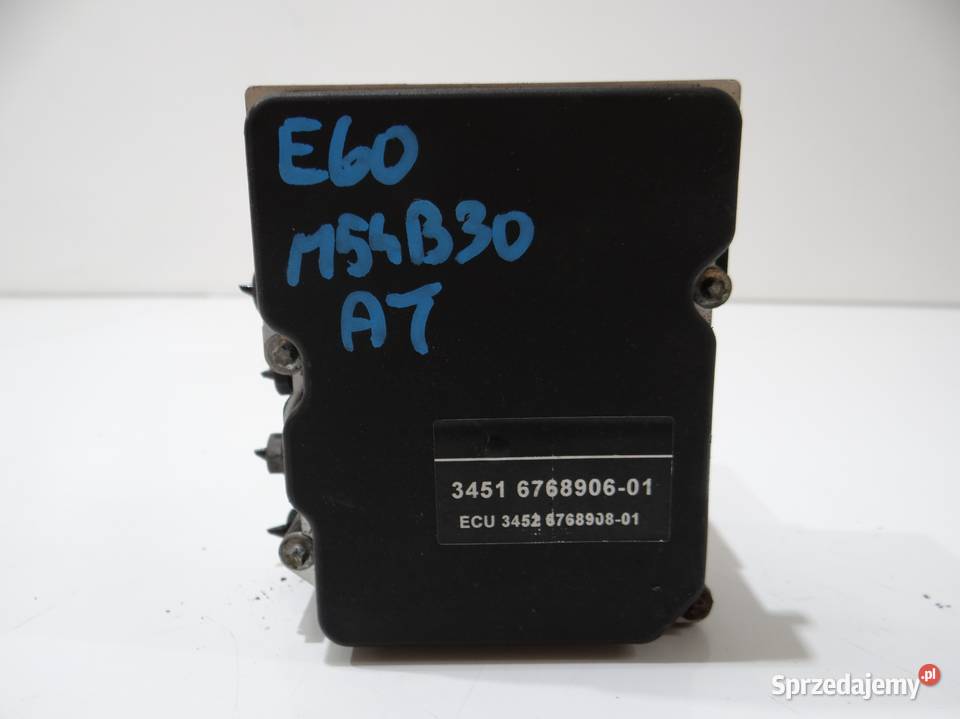 E60
M54B30
AT
3451 6768906-01
ECU 3452 6768908-01
Sprzedajemy.pl